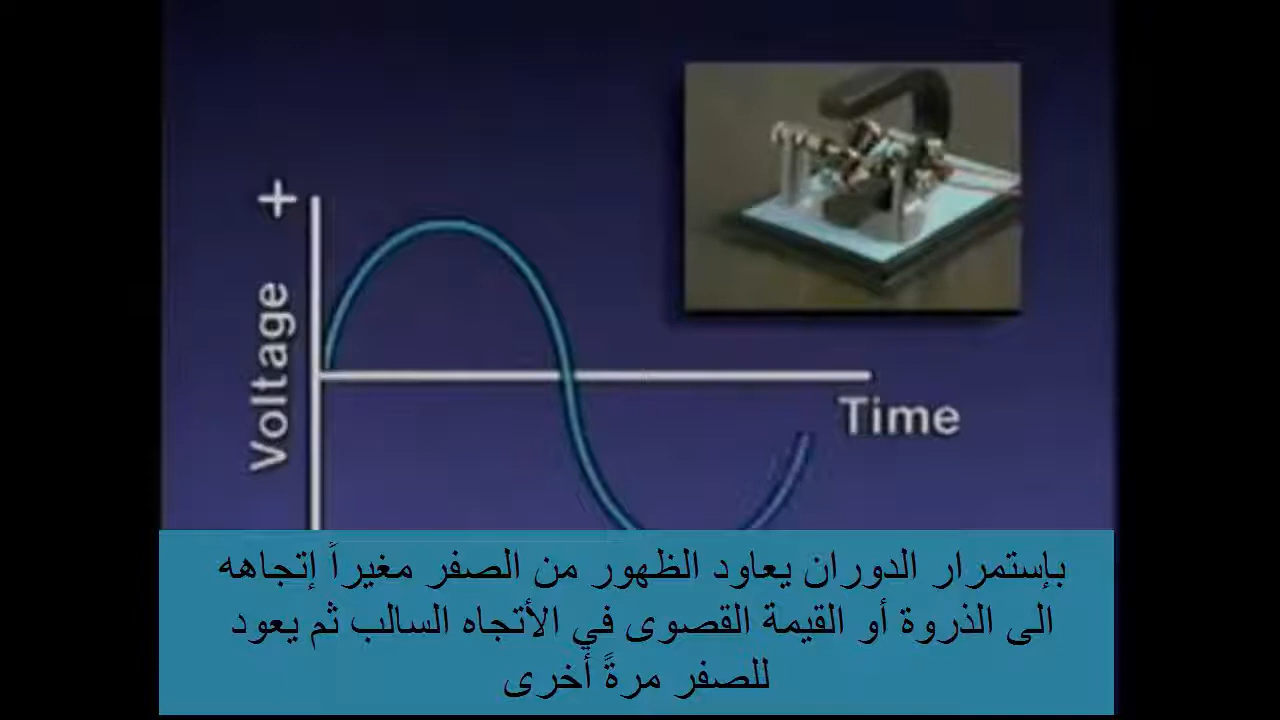 +
Voltage
Time
بإستمرار الدوران يعاود الظهور من الصفر مغيراً إتجاهه
الى الذروة أو القيمة القصوى في الأتجاه السالب ثم يعود
للصفر مرةً أخرى